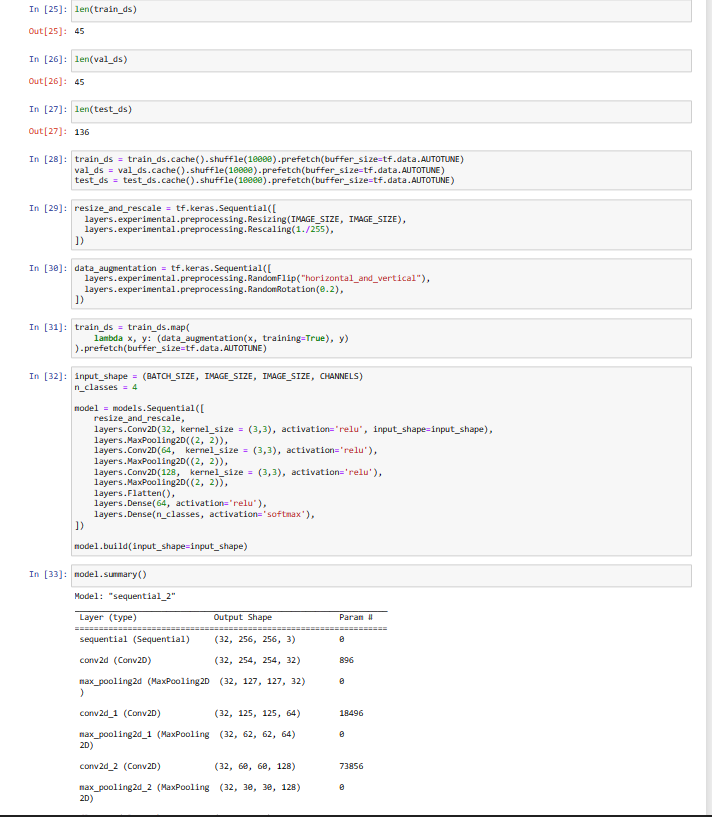 In [25]: len(train_ds)
Out[25]: 45
In [26]: len(val_ds)
Out[26]: 45
In [27]: len(test_ds)
Out[27]: 136
In [28]: train_ds = train_ds.cache().shuffle(10000).prefetch(buffer_size=tf.data.AUTOTUNE)
val_ds = val_ds.cache().shuffle(10000).prefetch(buffer_size=tf.data.AUTOTUNE)
test_ds = test_ds.cache().shuffle(10000).prefetch(buffer_size=tf.data.AUTOTUNE)
In [29]: resize_and_rescale = tf.keras.Sequential([
layers.experimental.preprocessing.Resizing(IMAGE_SIZE, IMAGE_SIZE),
layers.experimental.preprocessing.Rescaling(1./255),
])
In [30]: data_augmentation = tf.keras.Sequential([
layers.experimental.preprocessing.RandomFlip("horizontal_and_vertical"),
layers.experimental.preprocessing.RandomRotation(0.2),
])
In [31]: train_ds = train_ds.map(
lambda x, y: (data_augmentation(x, training=True), y)
).prefetch(buffer_size=tf.data.AUTOTUNE)
In [32]: input_shape = (BATCH_SIZE, IMAGE_SIZE, IMAGE_SIZE, CHANNELS)
n_classes = 4
model = models.Sequential([
resize_and_rescale,
layers.Conv2D(32, kernel_size = (3,3), activation='relu', input_shape=input_shape),
layers.MaxPooling2D((2, 2)),
layers.Conv2D(64,  kernel_size = (3,3), activation='relu'),
layers.MaxPooling2D((2, 2)),
layers.Conv2D(128,  kernel_size = (3,3), activation='relu'),
layers.MaxPooling2D((2, 2)),
layers.Flatten(),
layers.Dense(64, activation='relu'),
layers.Dense(n_classes, activation='softmax'),
])
model.build(input_shape=input_shape)
In [33]: model.summary()
Model: "sequential_2"
Layer (type) Output Shape Param #
=================================================================
sequential (Sequential) (32, 256, 256, 3) 0
conv2d (Conv2D) (32, 254, 254, 32) 896
max_pooling2d (MaxPooling2D (32, 127, 127, 32) 0
)
conv2d_1 (Conv2D) (32, 125, 125, 64) 18496
max_pooling2d_1 (MaxPooling (32, 62, 62, 64) 0
2D)
conv2d_2 (Conv2D) (32, 60, 60, 128) 73856
max_pooling2d_2 (MaxPooling (32, 30, 30, 128) 0
2D)